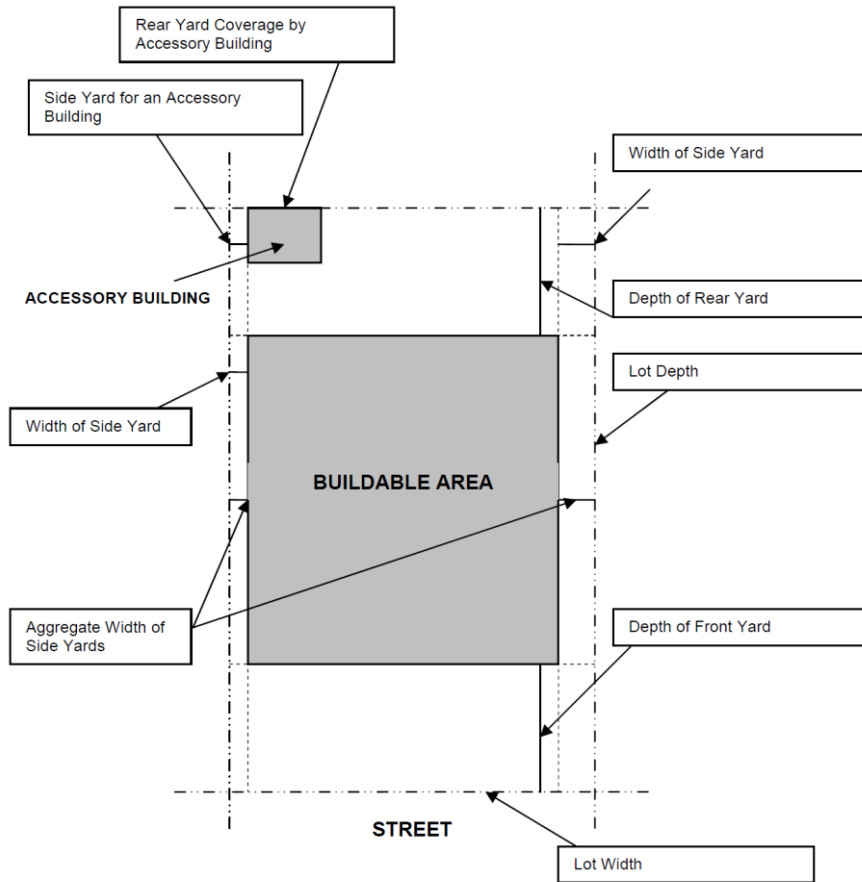 Rear Yard Coverage by
Accessory Building
Side Yard for an Accessory
Building
Width of Side Yard
ACCESSORY BUILDING
Depth of Rear Yard
Lot Depth
Width of Side Yard
BUILDABLE AREA
Aggregate Width of
Side Yards
Depth of Front Yard
STREET
Lot Width